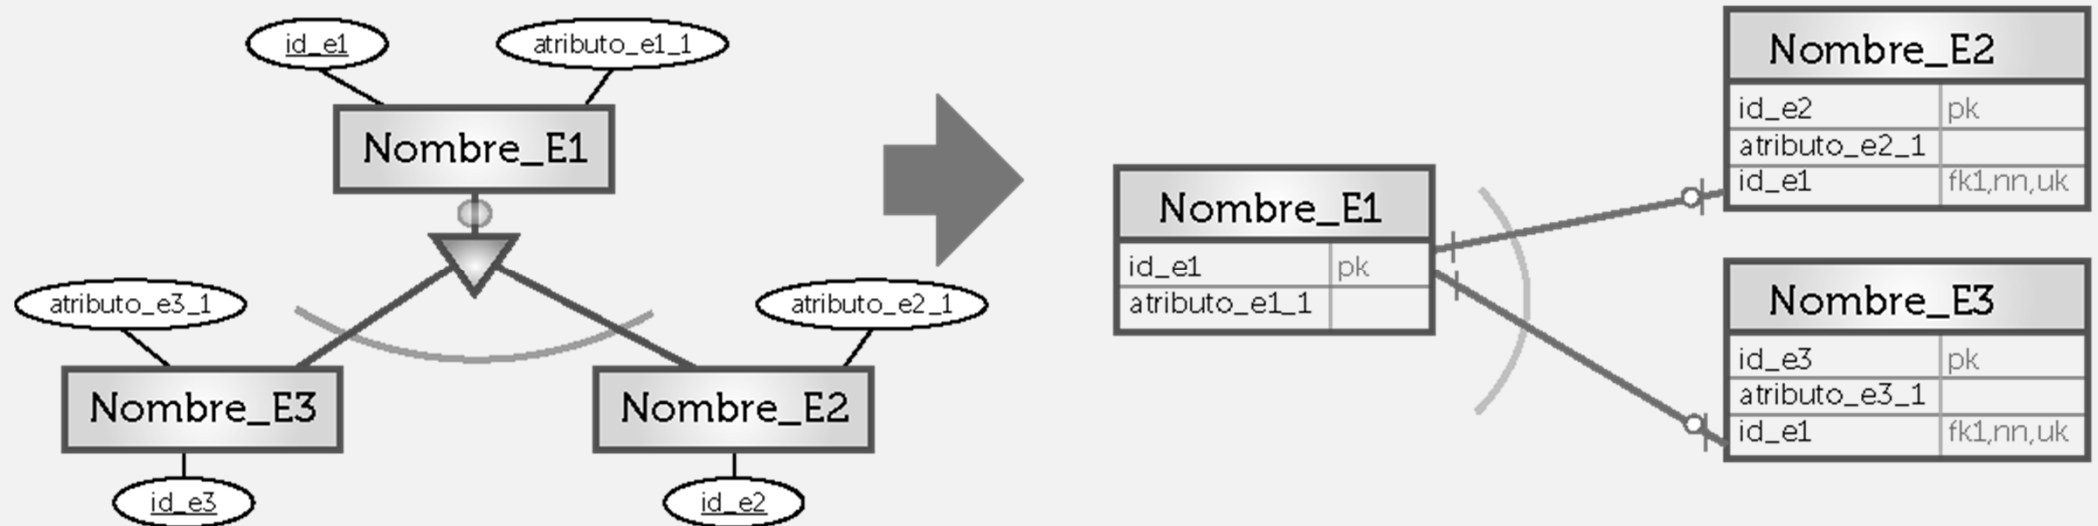 id_e1
atributo_e1_1
Nombre_E1
atributo_e3_1
atributo_e2_1
Nombre_E3
Nombre_E2
id_e3
id_e2
Nombre_E1
id_e1 pk
atributo_e1_1
Nombre_E2
id_e2 pk
atributo_e2_1
id_e1 fk1,nn,uk
Nombre_E3
id_e3 pk
atributo_e3_1
id_e1 fk1,nn,uk